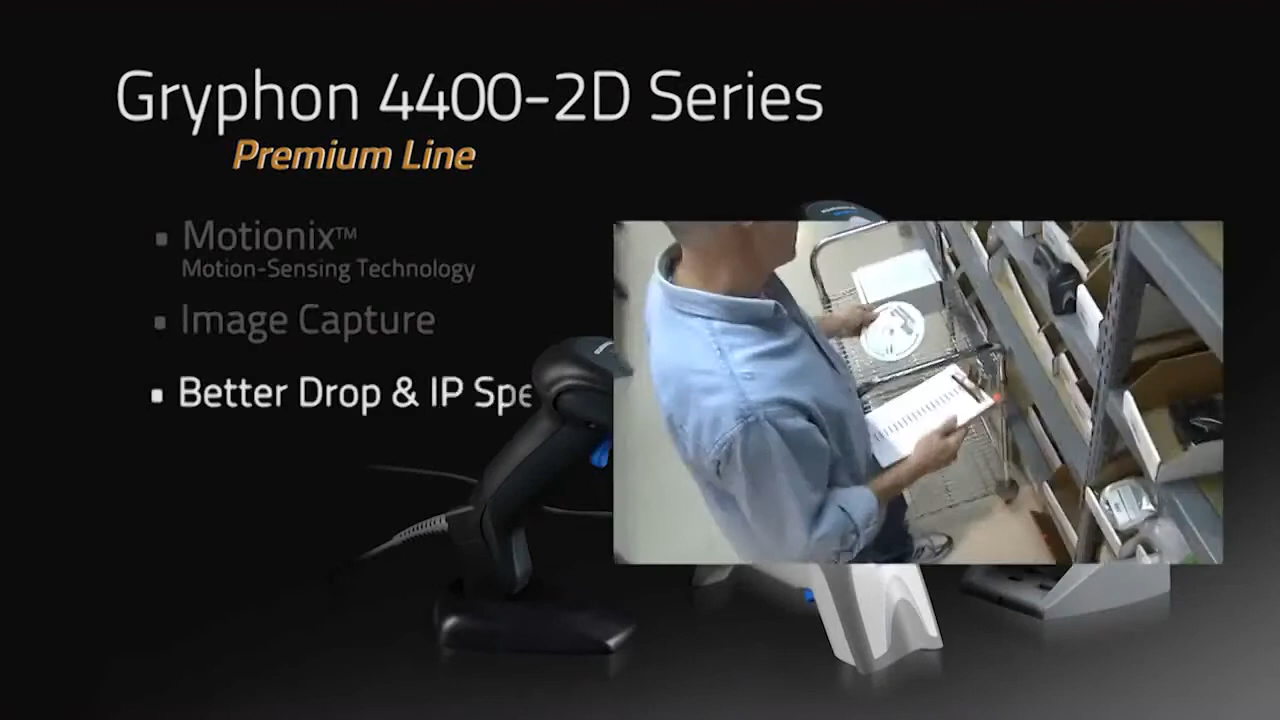 Gryphon 4400-2D Series
Premium Line
▪ Motionix™
Motion-Sensing Technology
▪ Image Capture
▪ Better Drop & IP Spe